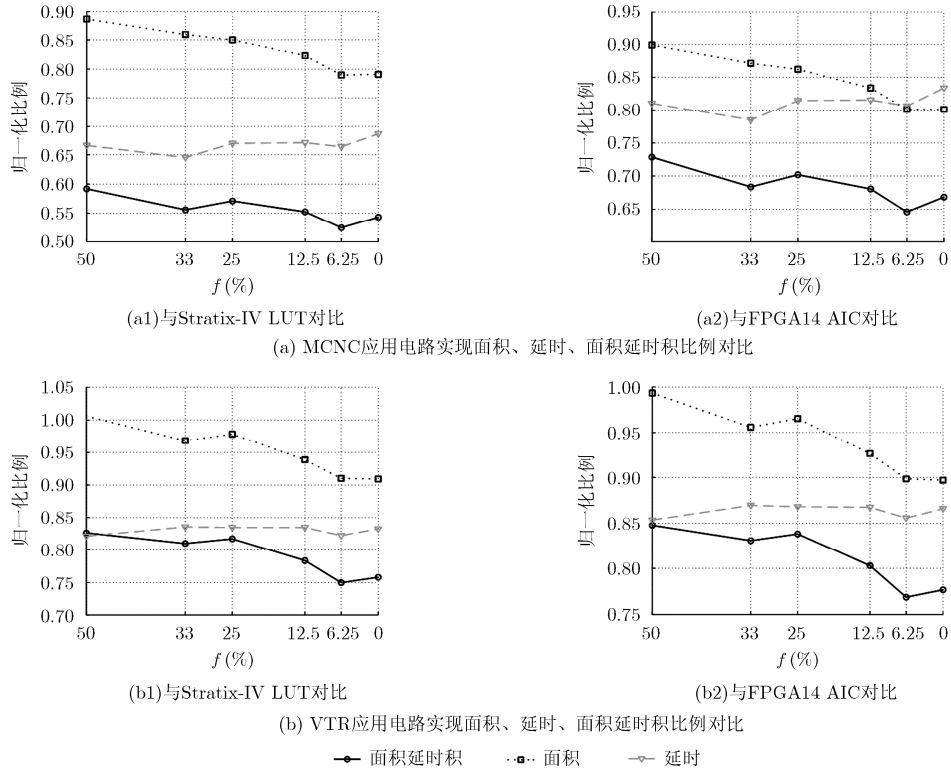 0.90
0.85
0.80
0.75
0.70
0.65
0.60
0.55
0.50
归一化比例
50 33 25 12.5 6.25 0
f (%)
(a1)与Stratix-IV LUT对比
0.95
0.90
0.85
0.80
0.75
0.70
0.65
归一化比例
50 33 25 12.5 6.25 0
f (%)
(a2)与FPGA14 AIC对比
(a) MCNC应用电路实现面积、延时、面积延时积比例对比
1.05
1.00
0.95
0.90
0.85
0.80
0.75
0.70
归一化比例
50 33 25 12.5 6.25 0
f (%)
(b1)与Stratix-IV LUT对比
1.00
0.95
0.90
0.85
0.80
0.75
归一化比例
50 33 25 12.5 6.25 0
f (%)
(b2)与FPGA14 AIC对比
(b) VTR应用电路实现面积、延时、面积延时积比例对比
面积延时积 面积 延时